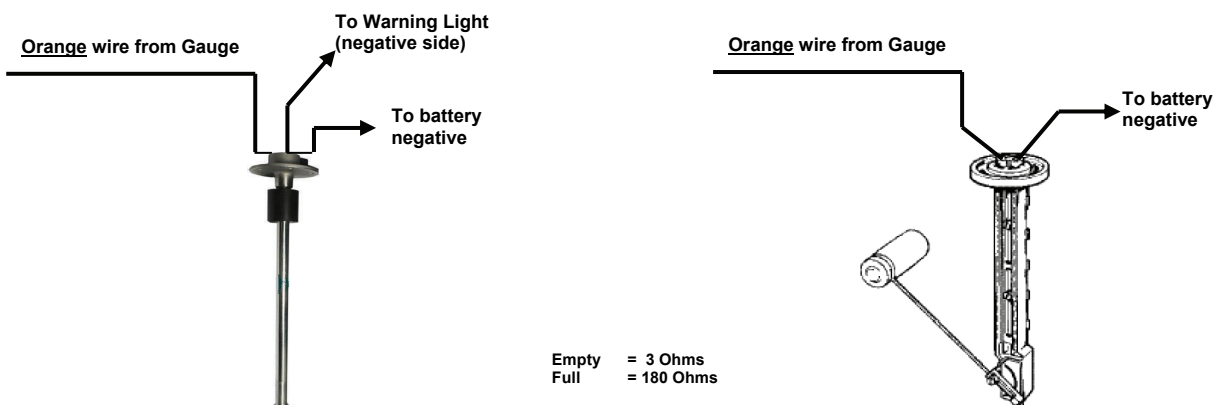 To Warning Light
(negative side)
Orange wire from Gauge
To battery
negative
Orange wire from Gauge
To battery
negative
Empty = 3 Ohms
Full = 180 Ohms